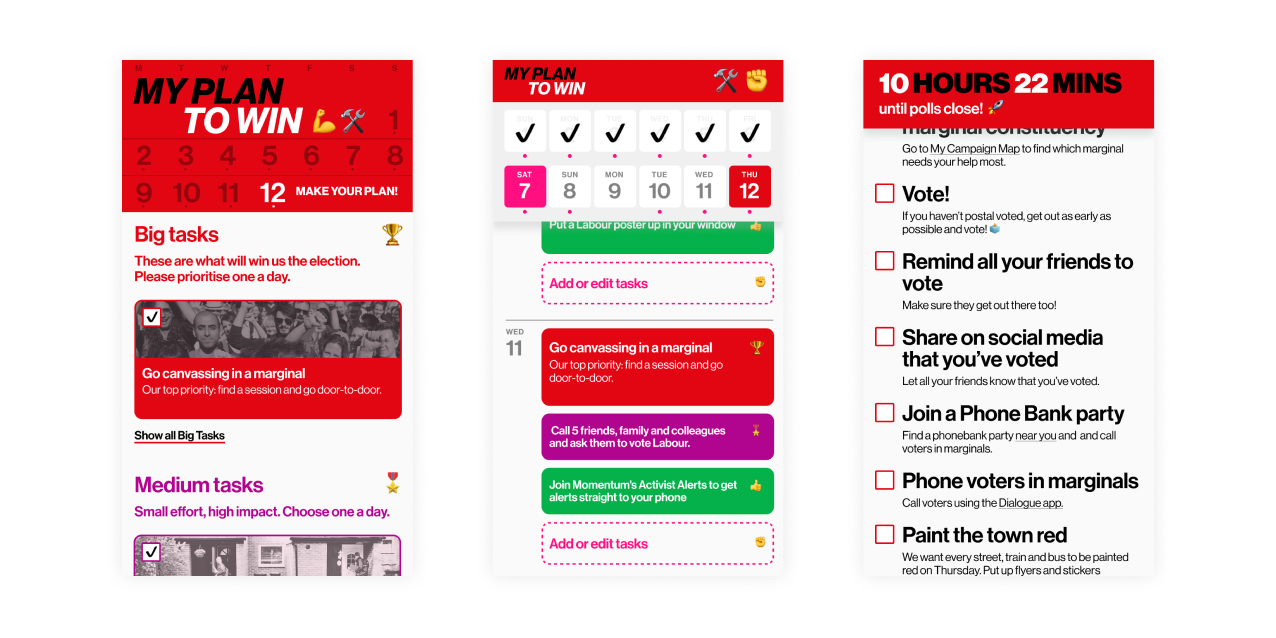 M T W T F S S
MY PLAN
TO WIN 💪🛠️ 1
2 3 4 5 6 7 8
9 10 11 12 MAKE YOUR PLAN!
Big tasks
These are what will win us the election.
Please prioritise one a day.
Go canvassing in a marginal
Our top priority: find a session and go door-to-door.
Show all Big Tasks
Medium tasks
Small effort, high impact. Choose one a day.
MY PLAN
TO WIN
SUN MON TUE WED THU FRI
SAT SUN MON TUE WED THU
7 8 9 10 11 12
Put a Labour poster up in your window
Add or edit tasks
WED
11
Go canvassing in a marginal
Our top priority: find a session and go
door-to-door.
Call 5 friends, family and colleagues
and ask them to vote Labour.
Join Momentum's Activist Alerts to get
alerts straight to your phone
Add or edit tasks
10 HOURS 22 MINS
until polls close! 🚀
marginal constituency
Go to My Campaign Map to find which marginal
needs your help most.
Vote!
If you haven't postal voted, get out as early as
possible and vote! 🗳️
Remind all your friends to
vote
Make sure they get out there too!
Share on social media
that you've voted
Let all your friends know that you've voted.
Join a Phone Bank party
Find a phonebank party near you and and call
voters in marginals.
Phone voters in marginals
Call voters using the Dialogue app.
Paint the town red
We want every street, train and bus to be painted
red on Thursday. Put up flyers and stickers